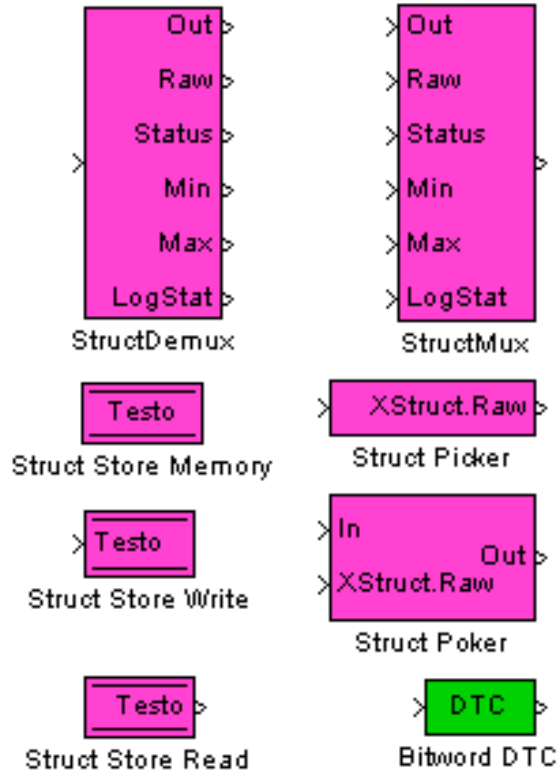 Out
Raw
Status
Min
Max
LogStat
StructDemux
Out
Raw
Status
Min
Max
LogStat
StructMux
Testo
Struct Store Memory
XStruct.Raw
Struct Picker
Testo
Struct Store Write
In
Out
XStruct.Raw
Struct Poker
Testo
Struct Store Read
DTC
Bitword DTC